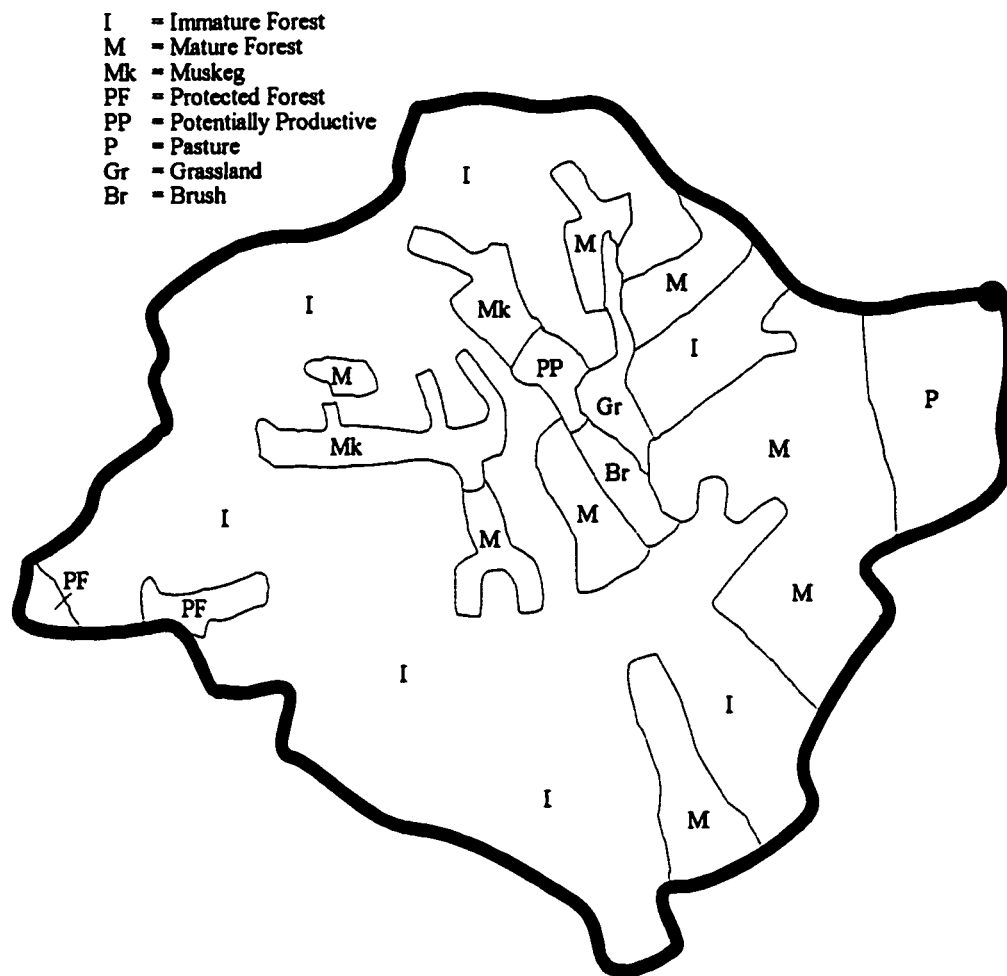 I = Immature Forest
M = Mature Forest
Mk = Muskeg
PF = Protected Forest
PP = Potentially Productive
P = Pasture
Gr = Grassland
Br = Brush
I
M
M
I
Mk
I
PP
M
Gr
P
Mk
M
Br
I
M
M
PF
PF
M
I
I
I
M